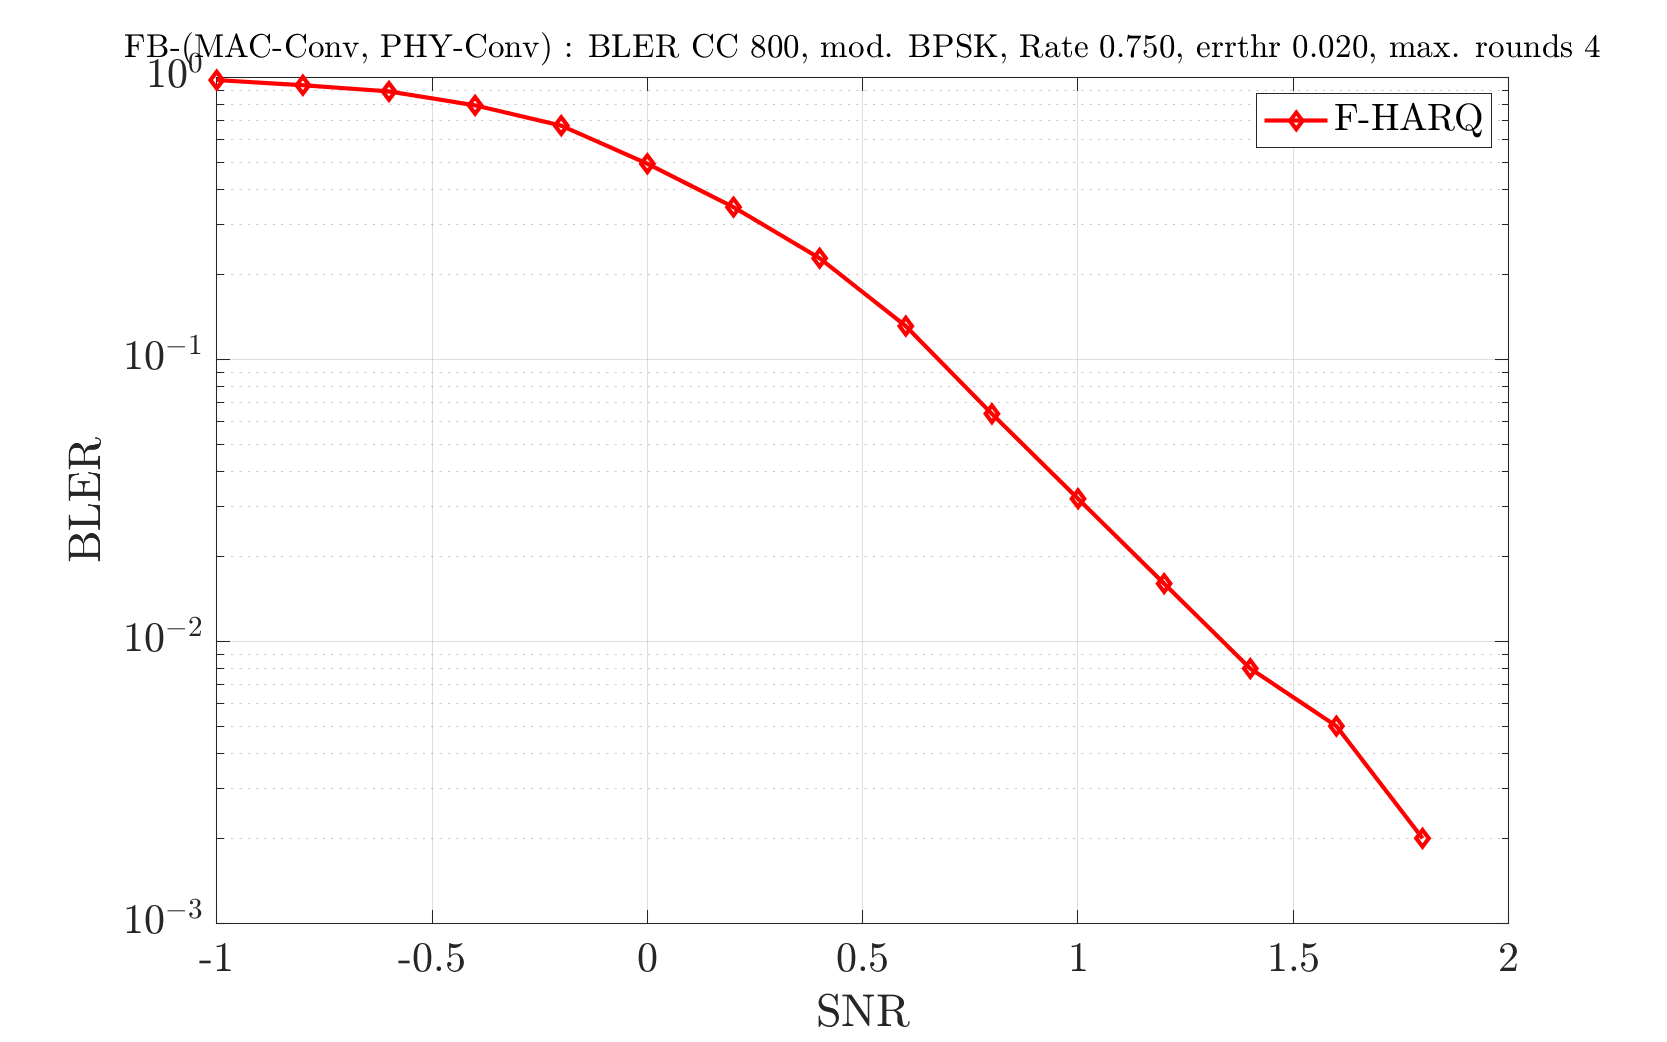 FB-(MAC-Conv, PHY-Conv) : BLER CC 800, mod. BPSK, Rate 0.750, errthr 0.020, max. rounds 4
10^0
F-HARQ
10^{-1}
BLER
10^{-2}
10^{-3}
-1 -0.5 0 0.5 1 1.5 2
SNR